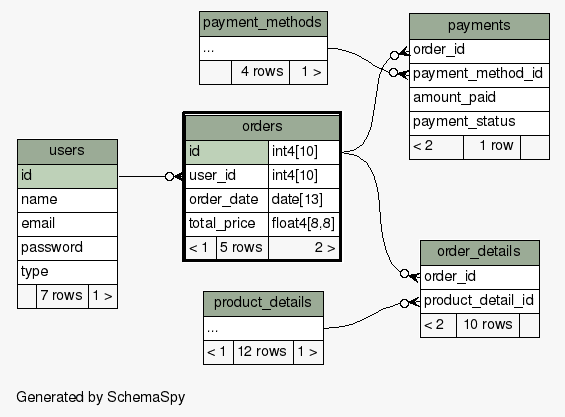 payment_methods
...
4 rows 1 >
payments
order_id
payment_method_id
amount_paid
payment_status
< 2 1 row
orders
id int4[10]
user_id int4[10]
order_date date[13]
total_price float4[8,8]
< 1 5 rows 2 >
users
id
name
email
password
type
7 rows 1 >
order_details
order_id
product_detail_id
< 2 10 rows
product_details
...
< 1 12 rows 1 >
Generated by SchemaSpy